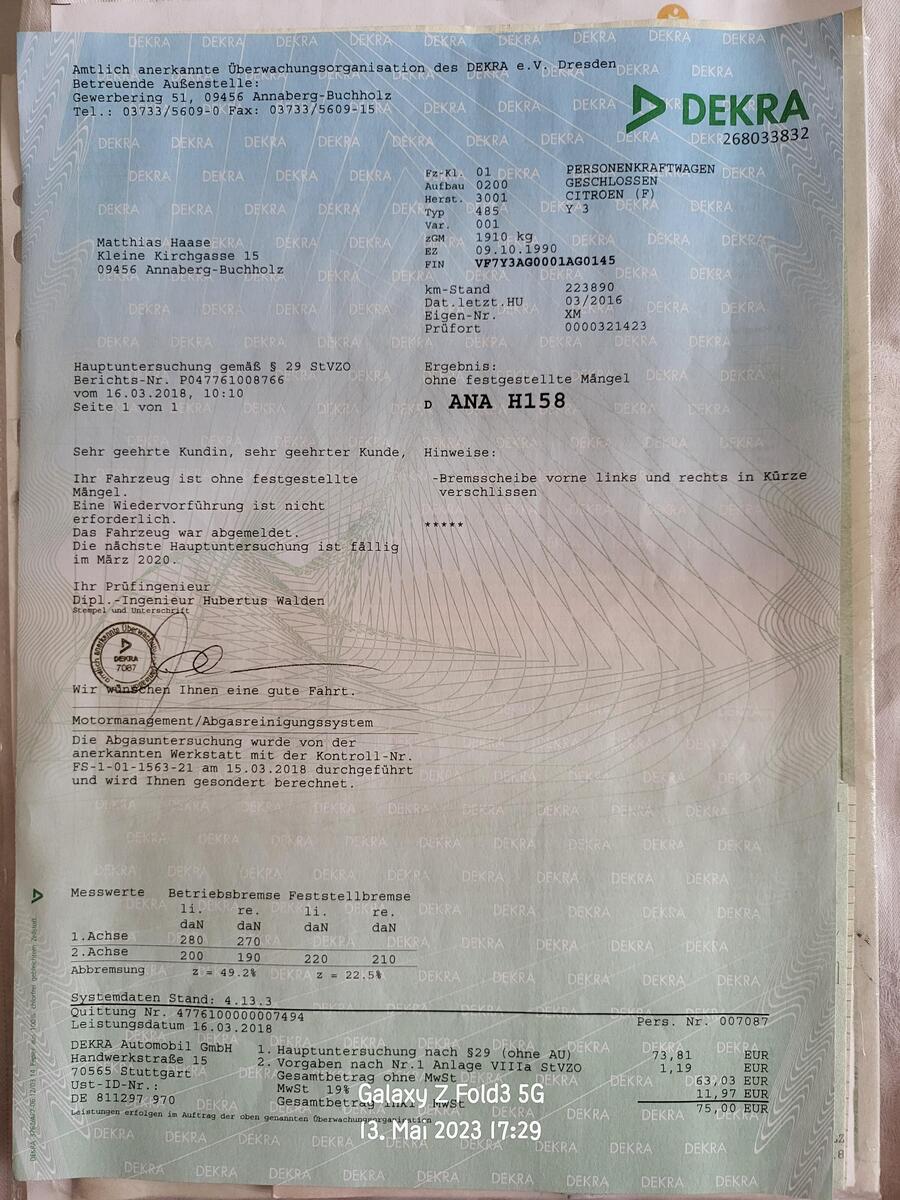 Amtlich anerkannte Überwachungsorganisation des DEKRA e.V. Dresden
Betreuende Außenstelle:
Gewerbering 51, 09456 Annaberg-Buchholz
Tel.: 03733/5609-0 Fax: 03733/5609-15
DEKRA
268033832
Fz-Kl. 01 PERSONENKRAFTWAGEN
Aufbau 0200 GESCHLOSSEN
Herst. 3001 CITROEN (F)
Typ 485 Y 3
Var. 001
zGM 1910 kg
EZ 09.10.1990
FIN VF7Y3AG0001AG0145
Matthias Haase
Kleine Kirchgasse 15
09456 Annaberg-Buchholz
km-Stand 223890
Dat.letzt.HU 03/2016
Eigen-Nr. XM
Prüfort 0000321423
Hauptuntersuchung gemäß § 29 StVZO
Berichts-Nr. P047761008766
vom 16.03.2018, 10:10
Seite 1 von 1
Ergebnis:
ohne festgestellte Mängel
D ANA H158
Sehr geehrte Kundin, sehr geehrter Kunde,
Ihr Fahrzeug ist ohne festgestellte
Mängel.
Eine Wiedervorführung ist nicht
erforderlich.
Das Fahrzeug war abgemeldet.
Die nächste Hauptuntersuchung ist fällig
im März 2020.
Hinweise:
-Bremsscheibe vorne links und rechts in Kürze
verschlissen
*****
Ihr Prüfingenieur
Dipl.-Ingenieur Hubertus Walden
Stempel und Unterschrift
DEKRA
7087
Wir wünschen Ihnen eine gute Fahrt.
Motormanagement/Abgasreinigungssystem
Die Abgasuntersuchung wurde von der
anerkannten Werkstatt mit der Kontroll-Nr.
FS-1-01-1563-21 am 15.03.2018 durchgeführt
und wird Ihnen gesondert berechnet.
Messwerte Betriebsbremse Feststellbremse
li. re. li. re.
daN daN daN daN
1.Achse 280 270
2.Achse 200 190 220 210
Abbremsung z = 49.2% z = 22.5%
Systemdaten Stand: 4.13.3
Quittung Nr. 4776100000007494
Leistungsdatum 16.03.2018
Pers. Nr. 007087
DEKRA Automobil GmbH
Handwerkstraße 15
70565 Stuttgart
Ust-ID-Nr.:
DE 811297 970
1. Hauptuntersuchung nach §29 (ohne AU) 73,81 EUR
2. Vorgaben nach Nr.1 Anlage VIIIa StVZO 1,19 EUR
Gesamtbetrag ohne MwSt 63,03 EUR
MwSt 19% 11,97 EUR
Gesamtbetrag inkl. MwSt 75,00 EUR
Leistungen erfolgen im Auftrag der oben genannten Überwachungsorganisation
Galaxy Z Fold3 5G
13. Mai 2023 17:29